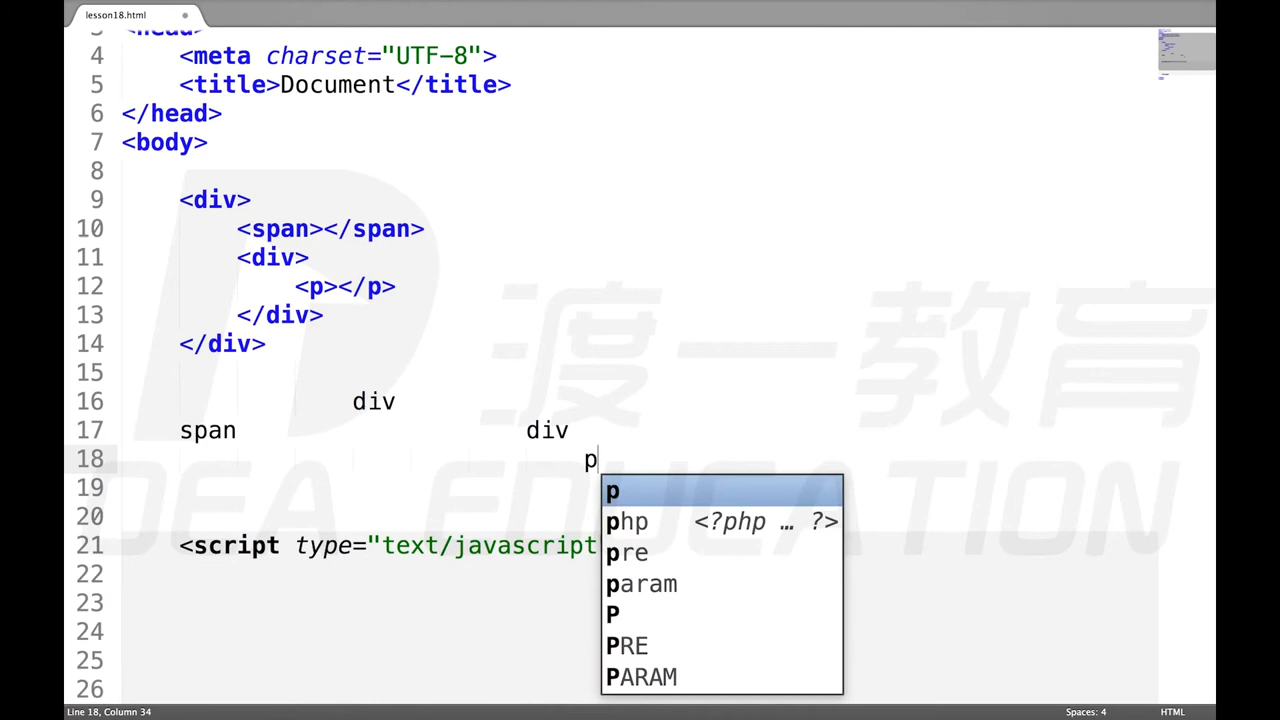 lesson18.html
3 <head>
4 <meta charset="UTF-8">
5 <title>Document</title>
6 </head>
7 <body>
8
9 <div>
10 <span></span>
11 <div>
12 <p></p>
13 </div>
14 </div>
15
16 div
17 span div
18 p
19
20
21 <script type="text/javascript
22
23
24
25
26
p
php <?php … ?>
pre
param
P
PRE
PARAM
渡一教育
IDEA EDUCATION
Line 18, Column 34
Spaces: 4
HTML